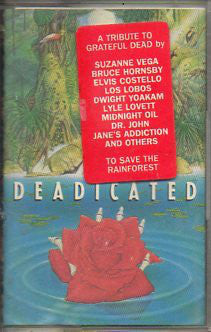 A TRIBUTE TO
GRATEFUL DEAD by
SUZANNE VEGA
BRUCE HORNSBY
ELVIS COSTELLO
LOS LOBOS
DWIGHT YOAKAM
LYLE LOVETT
MIDNIGHT OIL
DR. JOHN
JANE'S ADDICTION
AND OTHERS
TO SAVE THE
RAINFOREST
DEADICATED